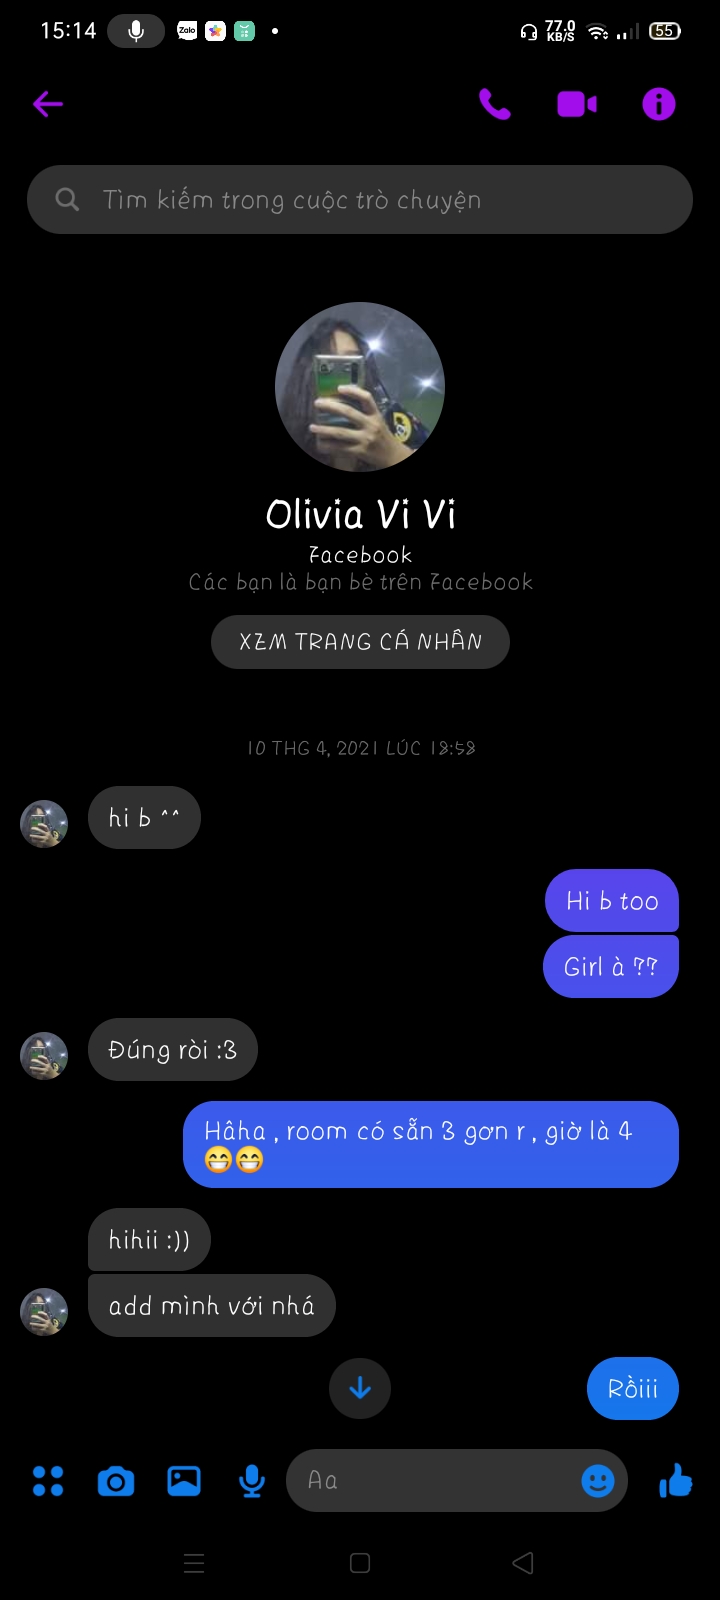 15:14
Zalo
77.0
KB/S
55
Tìm kiếm trong cuộc trò chuyện
Olivia Vi Vi
Facebook
Các bạn là bạn bè trên Facebook
XEM TRANG CÁ NHÂN
10 THG 4, 2021 LÚC 18:58
hi b ^^
Hi b too
Girl à ??
Đúng ròi :3
Hâha , room có sẵn 3 gơn r , giờ là 4
😁😁
hihii :))
add mình với nhá
Rồiii
Aa